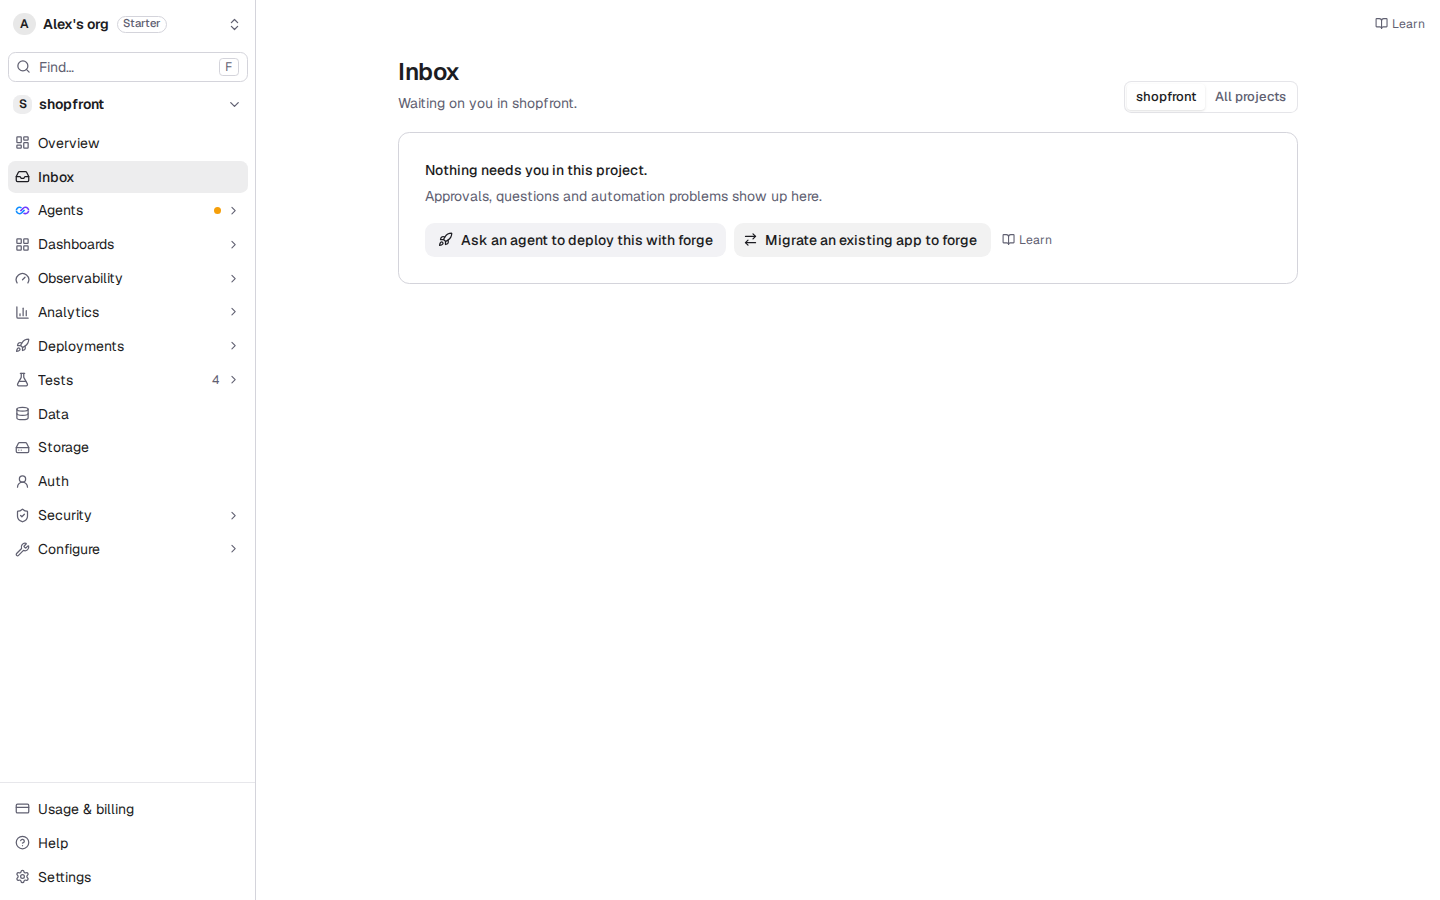 A Alex's org Starter
Find... F
S shopfront
Overview
Inbox
Agents
Dashboards
Observability
Analytics
Deployments
Tests 4
Data
Storage
Auth
Security
Configure
Usage & billing
Help
Settings
Learn
Inbox
Waiting on you in shopfront.
shopfront All projects
Nothing needs you in this project.
Approvals, questions and automation problems show up here.
Ask an agent to deploy this with forge Migrate an existing app to forge Learn